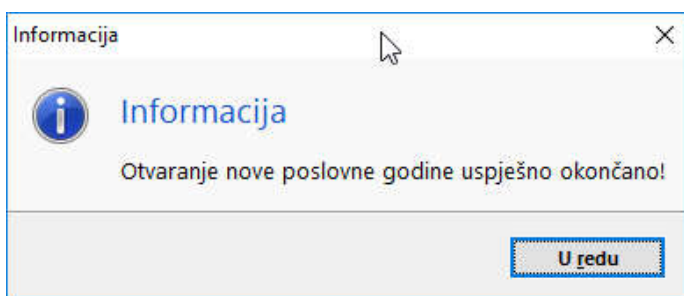 Informacija
Informacija
Otvaranje nove poslovne godine uspješno okončano!
U redu